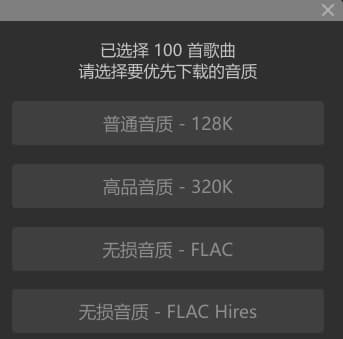 已选择 100 首歌曲
请选择要优先下载的音质
普通音质 - 128K
高品音质 - 320K
无损音质 - FLAC
无损音质 - FLAC Hires